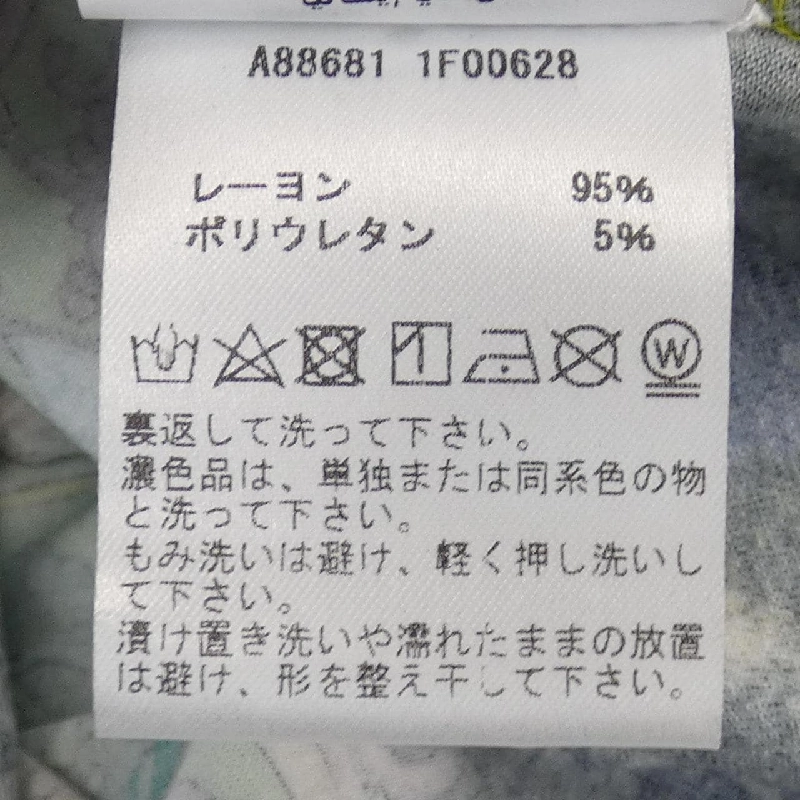 A88681 1F00628
レーヨン 95%
ポリウレタン 5%
W
裏返して洗って下さい。
濃色品は、単独または同系色の物
と洗って下さい。
もみ洗いは避け、軽く押し洗いし
て下さい。
漬け置き洗いや濡れたままの放置
は避け、形を整え干して下さい。